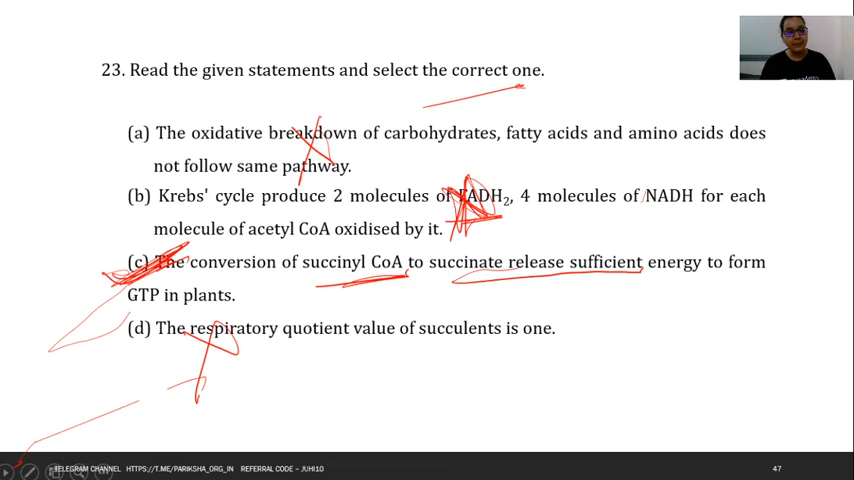 23. Read the given statements and select the correct one.
(a) The oxidative breakdown of carbohydrates, fatty acids and amino acids does
not follow same pathway.
(b) Krebs' cycle produce 2 molecules of FADH₂, 4 molecules of NADH for each
molecule of acetyl CoA oxidised by it.
(c) The conversion of succinyl CoA to succinate release sufficient energy to form
GTP in plants.
(d) The respiratory quotient value of succulents is one.
TELEGRAM CHANNEL HTTPS://T.ME/PARIKSHA_ORG_IN REFERRAL CODE – JUHI10
47